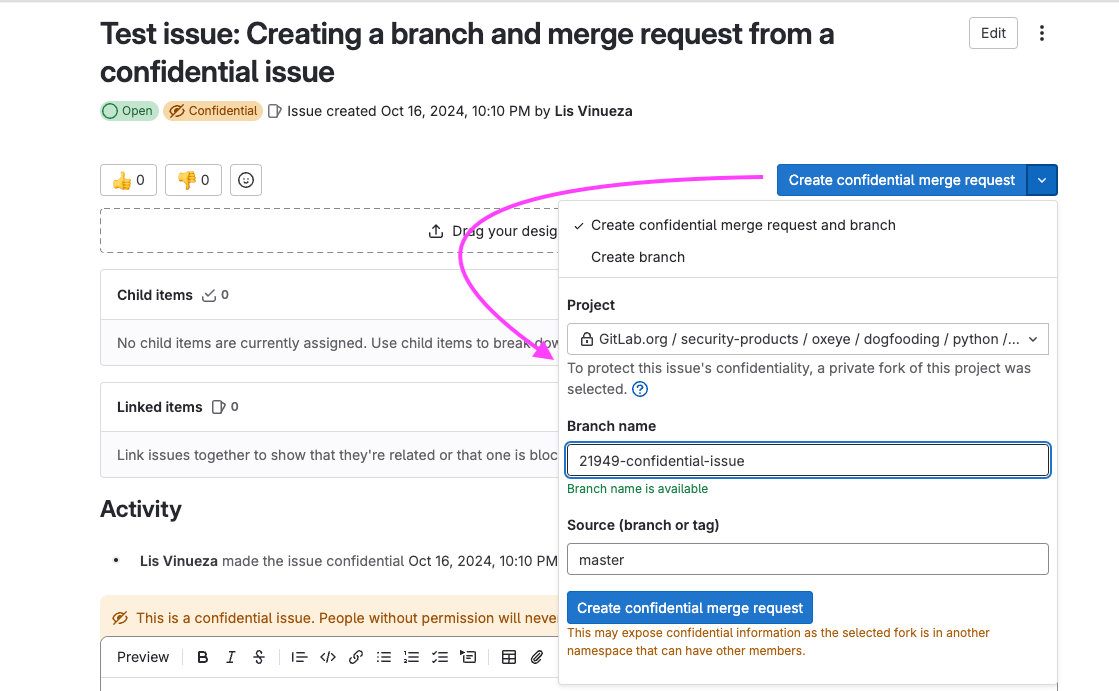 Test issue: Creating a branch and merge request from a
confidential issue
Edit
Open
Confidential
Issue created Oct 16, 2024, 10:10 PM by Lis Vinueza
👍 0
👎 0
Create confidential merge request
Drag your desig
Create confidential merge request and branch
Create branch
Child items 0
No child items are currently assigned. Use child items to break dow
Linked items 0
Link issues together to show that they're related or that one is bloc
Activity
Lis Vinueza made the issue confidential Oct 16, 2024, 10:10 PM
This is a confidential issue. People without permission will neve
Preview
B I S
Project
GitLab.org / security-products / oxeye / dogfooding / python /...
To protect this issue's confidentiality, a private fork of this project was
selected.
Branch name
21949-confidential-issue
Branch name is available
Source (branch or tag)
master
Create confidential merge request
This may expose confidential information as the selected fork is in another
namespace that can have other members.